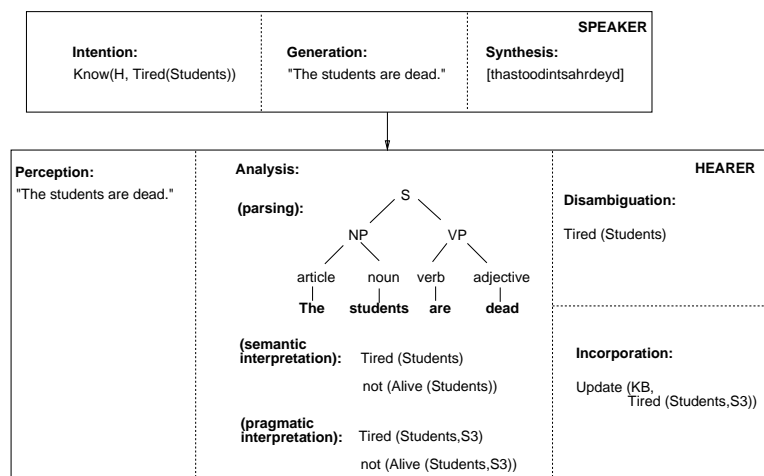 SPEAKER
Intention:
Know(H, Tired(Students))
Generation:
"The students are dead."
Synthesis:
[thastoodintsahrdeyd]
HEARER
Perception:
"The students are dead."
Analysis:
(parsing):
S
NP VP
article noun verb adjective
The students are dead
(semantic
interpretation):
Tired (Students)
not (Alive (Students))
(pragmatic
interpretation):
Tired (Students,S3)
not (Alive (Students,S3))
Disambiguation:
Tired (Students)
Incorporation:
Update (KB,
Tired (Students,S3))